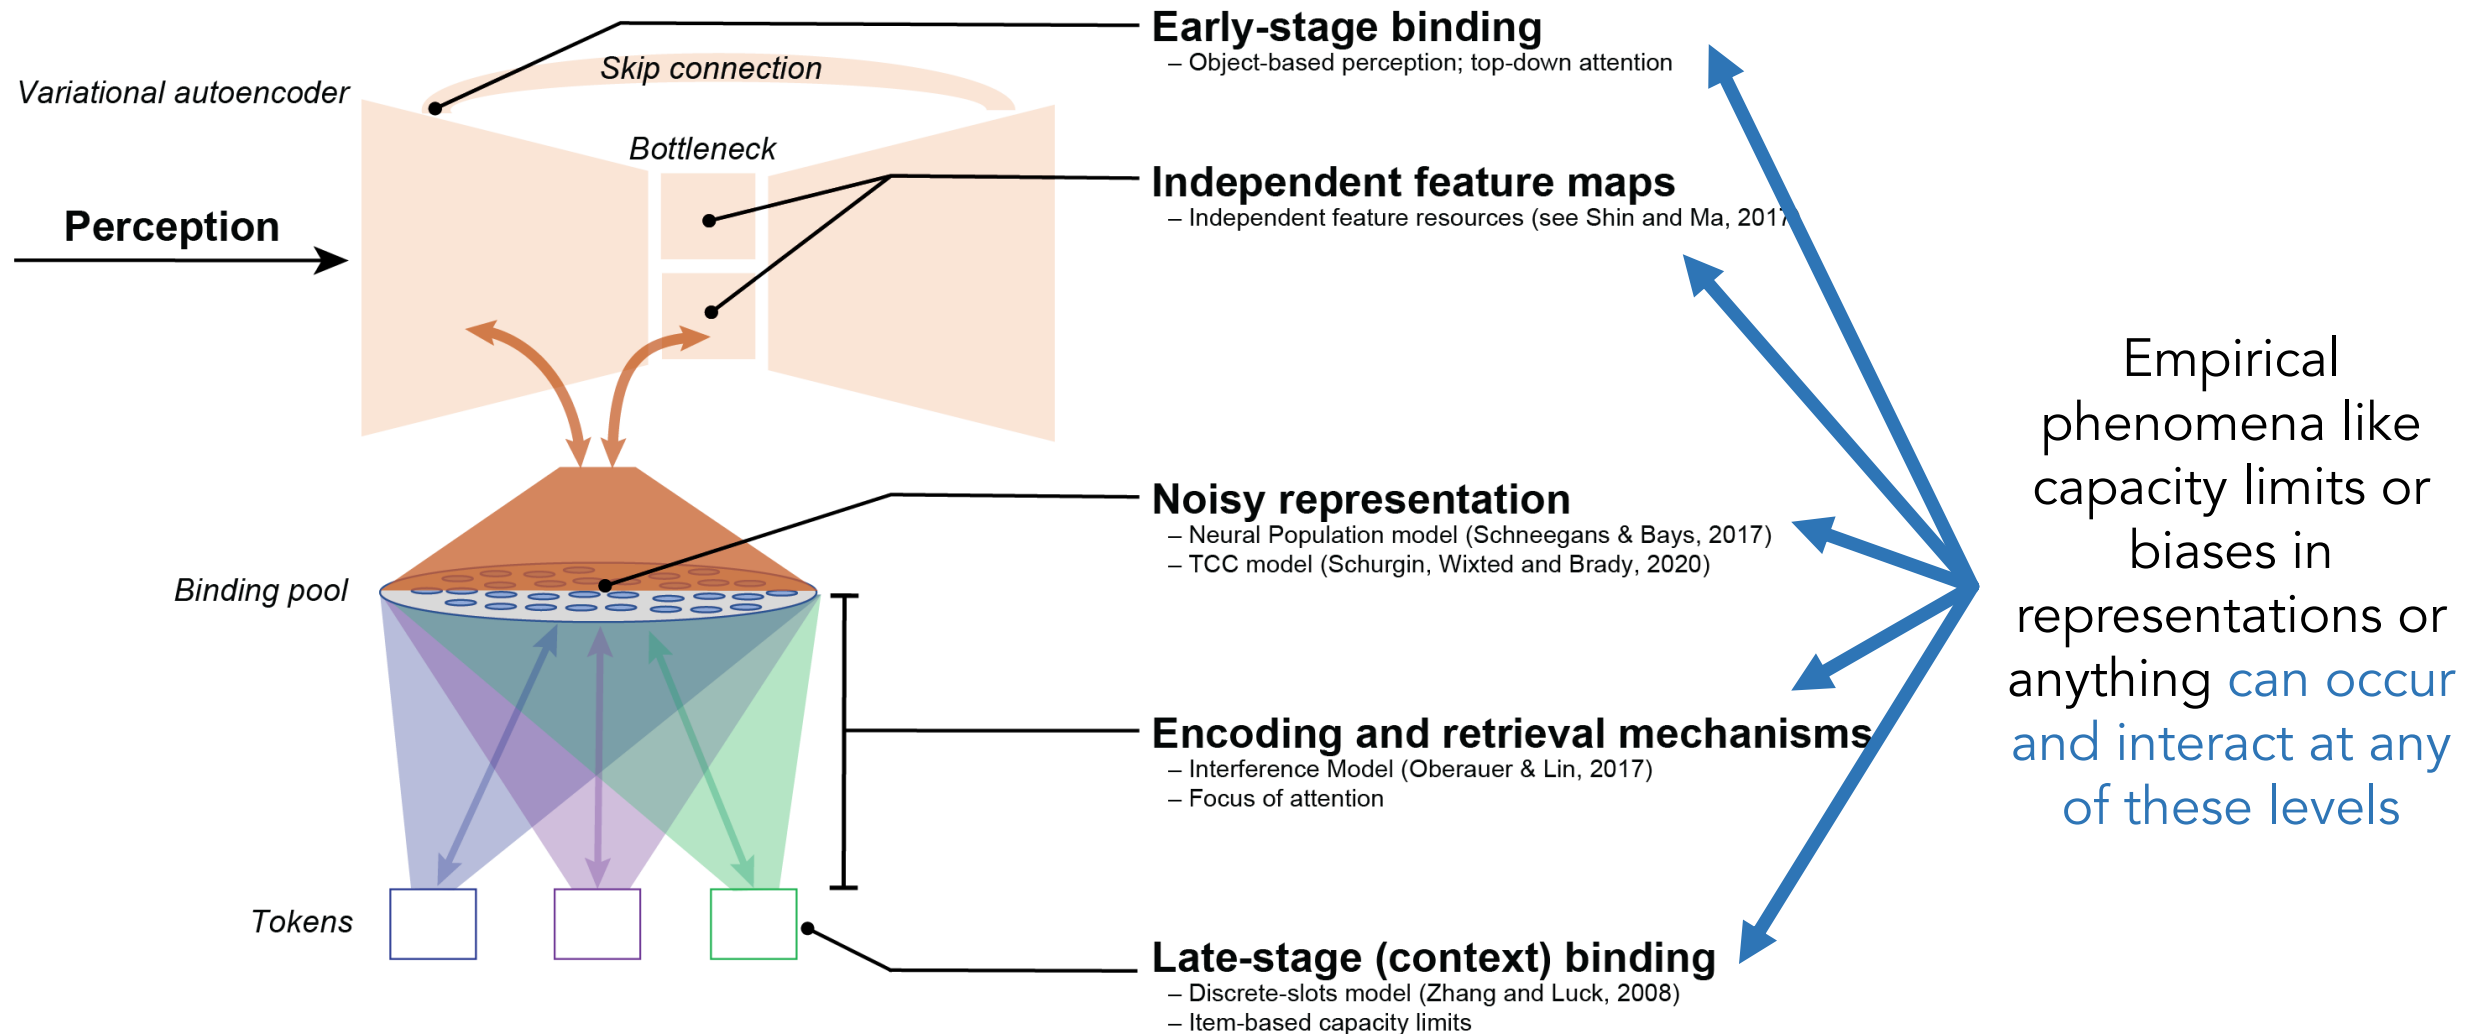 Early-stage binding
– Object-based perception; top-down attention
Skip connection
Variational autoencoder
Bottleneck
Independent feature maps
– Independent feature resources (see Shin and Ma, 2017)
Perception
Noisy representation
– Neural Population model (Schneegans & Bays, 2017)
– TCC model (Schurgin, Wixted and Brady, 2020)
Binding pool
Encoding and retrieval mechanisms
– Interference Model (Oberauer & Lin, 2017)
– Focus of attention
Tokens
Late-stage (context) binding
– Discrete-slots model (Zhang and Luck, 2008)
– Item-based capacity limits
Empirical
phenomena like
capacity limits or
biases in
representations or
anything can occur
and interact at any
of these levels